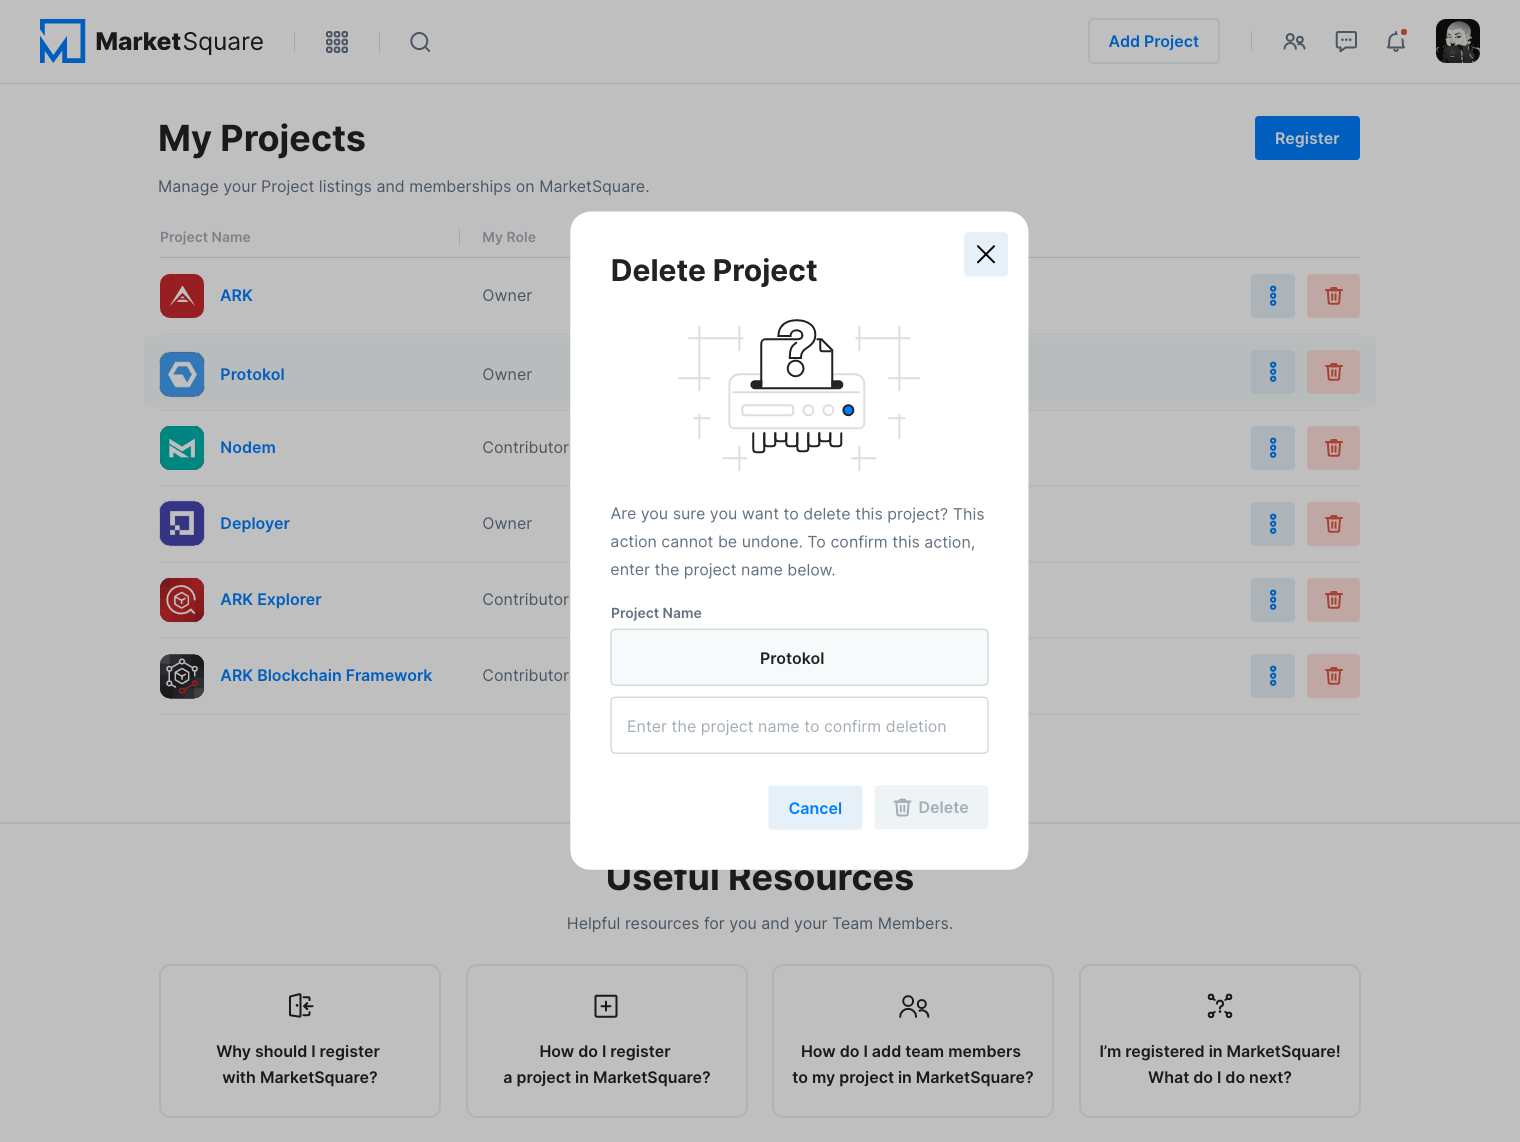 MarketSquare
Add Project
My Projects
Register
Manage your Project listings and memberships on MarketSquare.
Project Name
My Role
ARK
Owner
Protokol
Owner
Nodem
Contributor
Deployer
Owner
ARK Explorer
Contributor
ARK Blockchain Framework
Contributor
Delete Project
Are you sure you want to delete this project? This
action cannot be undone. To confirm this action,
enter the project name below.
Project Name
Protokol
Enter the project name to confirm deletion
Cancel
Delete
Useful Resources
Helpful resources for you and your Team Members.
Why should I register
with MarketSquare?
How do I register
a project in MarketSquare?
How do I add team members
to my project in MarketSquare?
I’m registered in MarketSquare!
What do I do next?